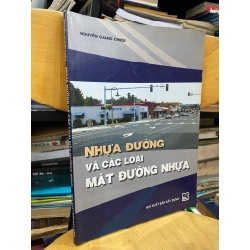 NGUYỄN QUANG CHIÊU
NHỰA ĐƯỜNG
VÀ CÁC LOẠI
MẶT ĐƯỜNG NHỰA
NHÀ XUẤT BẢN XÂY DỰNG